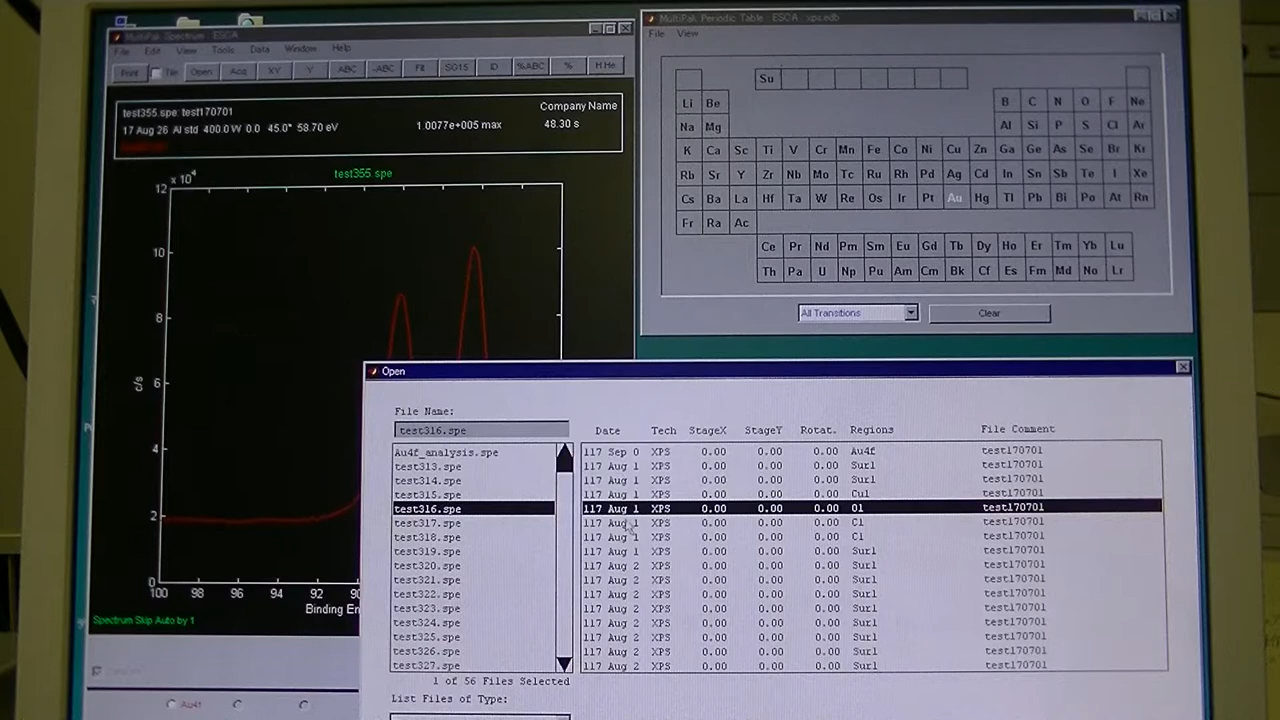 MultiPak Spectrum ESCA
File Edit View Tools Data Window Help
Print Tile Open Acq XY Y ABC -ABC Fit SG15 ID %ABC % H He
test355.spe: test170701
Company Name
17 Aug 26 Al std 400.0 W 0.0 45.0° 58.70 eV
1.0077e+005 max
48.30 s
test355.spe
12 x 10^4
10
8
6
4
2
0
c/s
100 98 96 94 92 90
Binding En
Spectrum Skip Auto by 1
Au4f
MultiPak Periodic Table ESCA xps.edb
File View
Su
Li Be B C N O F Ne
Na Mg Al Si P S Cl Ar
K Ca Sc Ti V Cr Mn Fe Co Ni Cu Zn Ga Ge As Se Br Kr
Rb Sr Y Zr Nb Mo Tc Ru Rh Pd Ag Cd In Sn Sb Te I Xe
Cs Ba La Hf Ta W Re Os Ir Pt Au Hg Tl Pb Bi Po At Rn
Fr Ra Ac
Ce Pr Nd Pm Sm Eu Gd Tb Dy Ho Er Tm Yb Lu
Th Pa U Np Pu Am Cm Bk Cf Es Fm Md No Lr
All Transitions
Clear
Open
File Name:
test316.spe
Date Tech StageX StageY Rotat. Regions File Comment
Au4f_analysis.spe 117 Sep 0 XPS 0.00 0.00 0.00 Au4f test170701
test313.spe 117 Aug 1 XPS 0.00 0.00 0.00 Su1 test170701
test314.spe 117 Aug 1 XPS 0.00 0.00 0.00 Su1 test170701
test315.spe 117 Aug 1 XPS 0.00 0.00 0.00 Cu1 test170701
test316.spe 117 Aug 1 XPS 0.00 0.00 0.00 O1 test170701
test317.spe 117 Aug 1 XPS 0.00 0.00 0.00 C1 test170701
test318.spe 117 Aug 1 XPS 0.00 0.00 0.00 C1 test170701
test319.spe 117 Aug 1 XPS 0.00 0.00 0.00 Su1 test170701
test320.spe 117 Aug 2 XPS 0.00 0.00 0.00 Su1 test170701
test321.spe 117 Aug 2 XPS 0.00 0.00 0.00 Su1 test170701
test322.spe 117 Aug 2 XPS 0.00 0.00 0.00 Su1 test170701
test323.spe 117 Aug 2 XPS 0.00 0.00 0.00 Su1 test170701
test324.spe 117 Aug 2 XPS 0.00 0.00 0.00 Su1 test170701
test325.spe 117 Aug 2 XPS 0.00 0.00 0.00 Su1 test170701
test326.spe 117 Aug 2 XPS 0.00 0.00 0.00 Su1 test170701
test327.spe 117 Aug 2 XPS 0.00 0.00 0.00 Su1 test170701
1 of 56 Files Selected
List Files of Type: